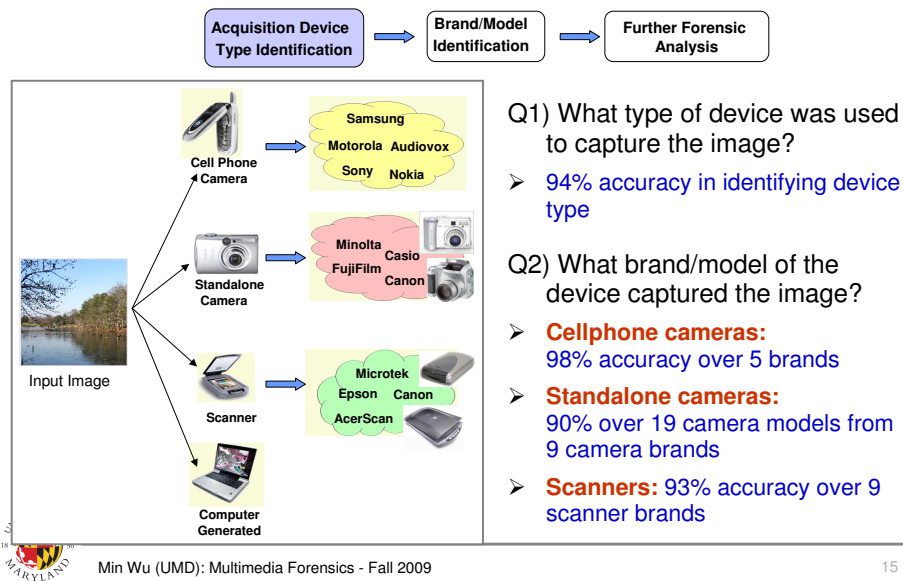 Acquisition Device
Type Identification
Brand/Model
Identification
Further Forensic
Analysis
Input Image
Cell Phone
Camera
Samsung
Motorola Audiovox
Sony Nokia
Standalone
Camera
Minolta
Casio
FujiFilm
Canon
Scanner
Microtek
Epson Canon
AcerScan
Computer
Generated
Q1) What type of device was used
to capture the image?
➢ 94% accuracy in identifying device
type
Q2) What brand/model of the
device captured the image?
➢ Cellphone cameras:
98% accuracy over 5 brands
➢ Standalone cameras:
90% over 19 camera models from
9 camera brands
➢ Scanners: 93% accuracy over 9
scanner brands
18 56
MARYLAND
Min Wu (UMD): Multimedia Forensics - Fall 2009
15